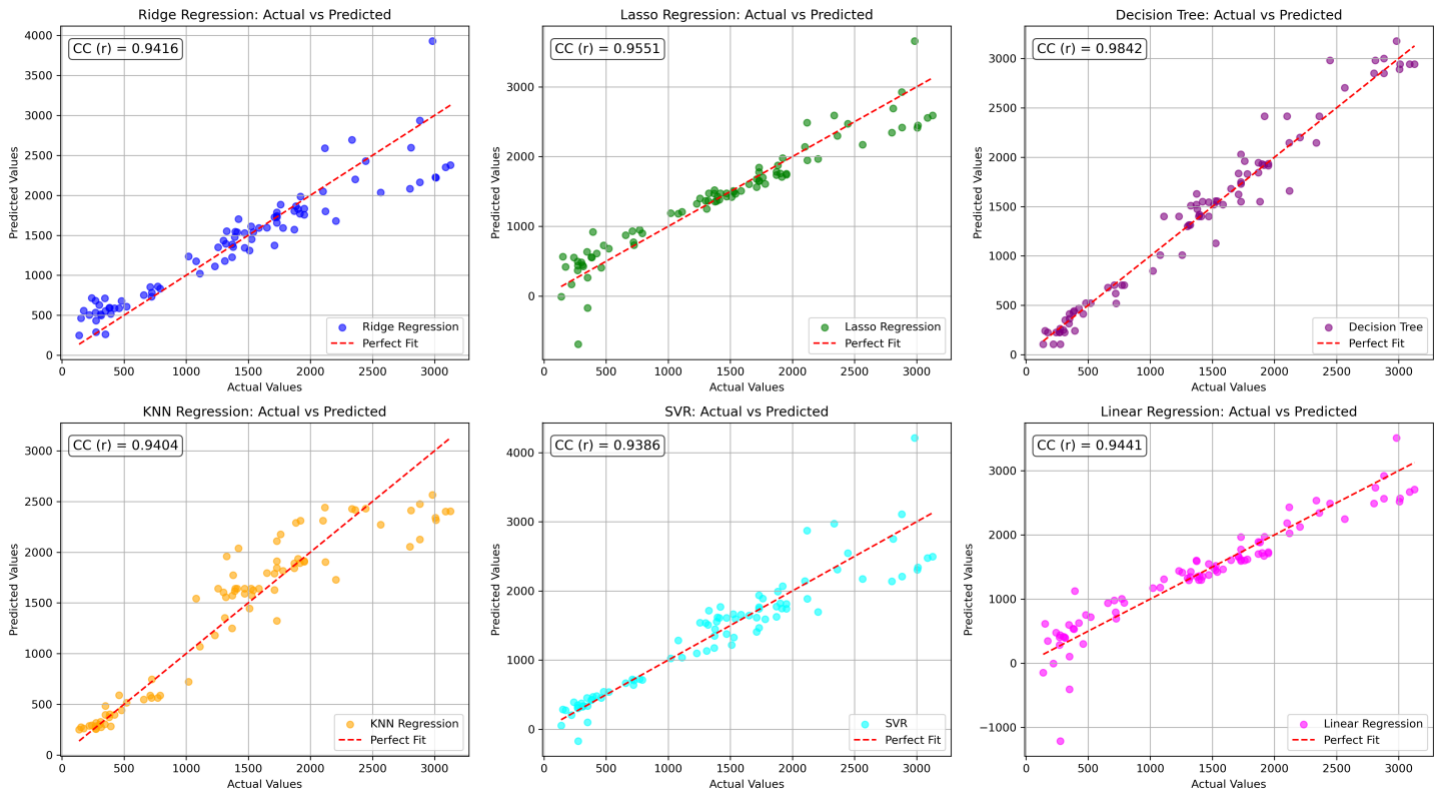 Ridge Regression: Actual vs Predicted
CC (r) = 0.9416
Predicted Values
4000
3500
3000
2500
2000
1500
1000
500
0
Ridge Regression
Perfect Fit
0 500 1000 1500 2000 2500 3000
Actual Values
Lasso Regression: Actual vs Predicted
CC (r) = 0.9551
Predicted Values
3000
2000
1000
0
Lasso Regression
Perfect Fit
0 500 1000 1500 2000 2500 3000
Actual Values
Decision Tree: Actual vs Predicted
CC (r) = 0.9842
Predicted Values
3000
2500
2000
1500
1000
500
0
Decision Tree
Perfect Fit
0 500 1000 1500 2000 2500 3000
Actual Values
KNN Regression: Actual vs Predicted
CC (r) = 0.9404
Predicted Values
3000
2500
2000
1500
1000
500
0
KNN Regression
Perfect Fit
0 500 1000 1500 2000 2500 3000
Actual Values
SVR: Actual vs Predicted
CC (r) = 0.9386
Predicted Values
4000
3000
2000
1000
0
SVR
Perfect Fit
0 500 1000 1500 2000 2500 3000
Actual Values
Linear Regression: Actual vs Predicted
CC (r) = 0.9441
Predicted Values
3000
2000
1000
0
−1000
Linear Regression
Perfect Fit
0 500 1000 1500 2000 2500 3000
Actual Values